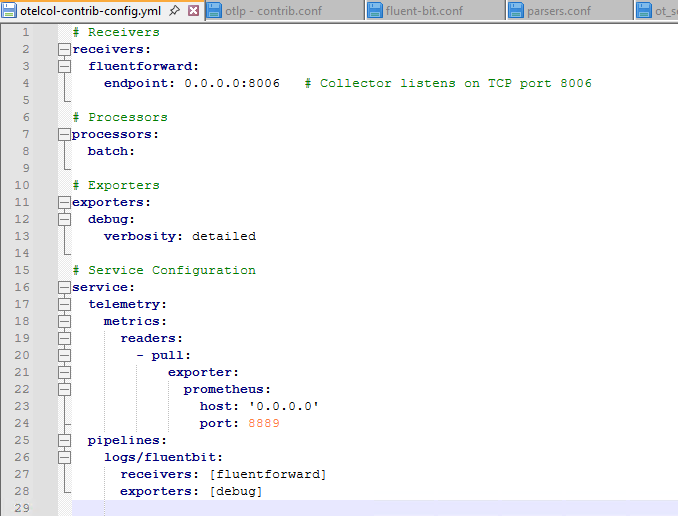 otelcol-contrib-config.yml otlp - contrib.conf fluent-bit.conf parsers.conf
1 # Receivers
2 receivers:
3 fluentforward:
4 endpoint: 0.0.0.0:8006 # Collector listens on TCP port 8006
5
6 # Processors
7 processors:
8 batch:
9
10 # Exporters
11 exporters:
12 debug:
13 verbosity: detailed
14
15 # Service Configuration
16 service:
17 telemetry:
18 metrics:
19 readers:
20 - pull:
21 exporter:
22 prometheus:
23 host: '0.0.0.0'
24 port: 8889
25 pipelines:
26 logs/fluentbit:
27 receivers: [fluentforward]
28 exporters: [debug]
29